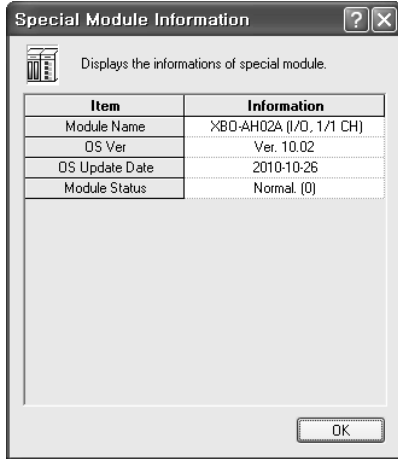 Special Module Information
Displays the informations of special module.
Item Information
Module Name XBO-AH02A (I/O, 1/1 CH)
OS Ver Ver. 10.02
OS Update Date 2010-10-26
Module Status Normal. (0)
OK